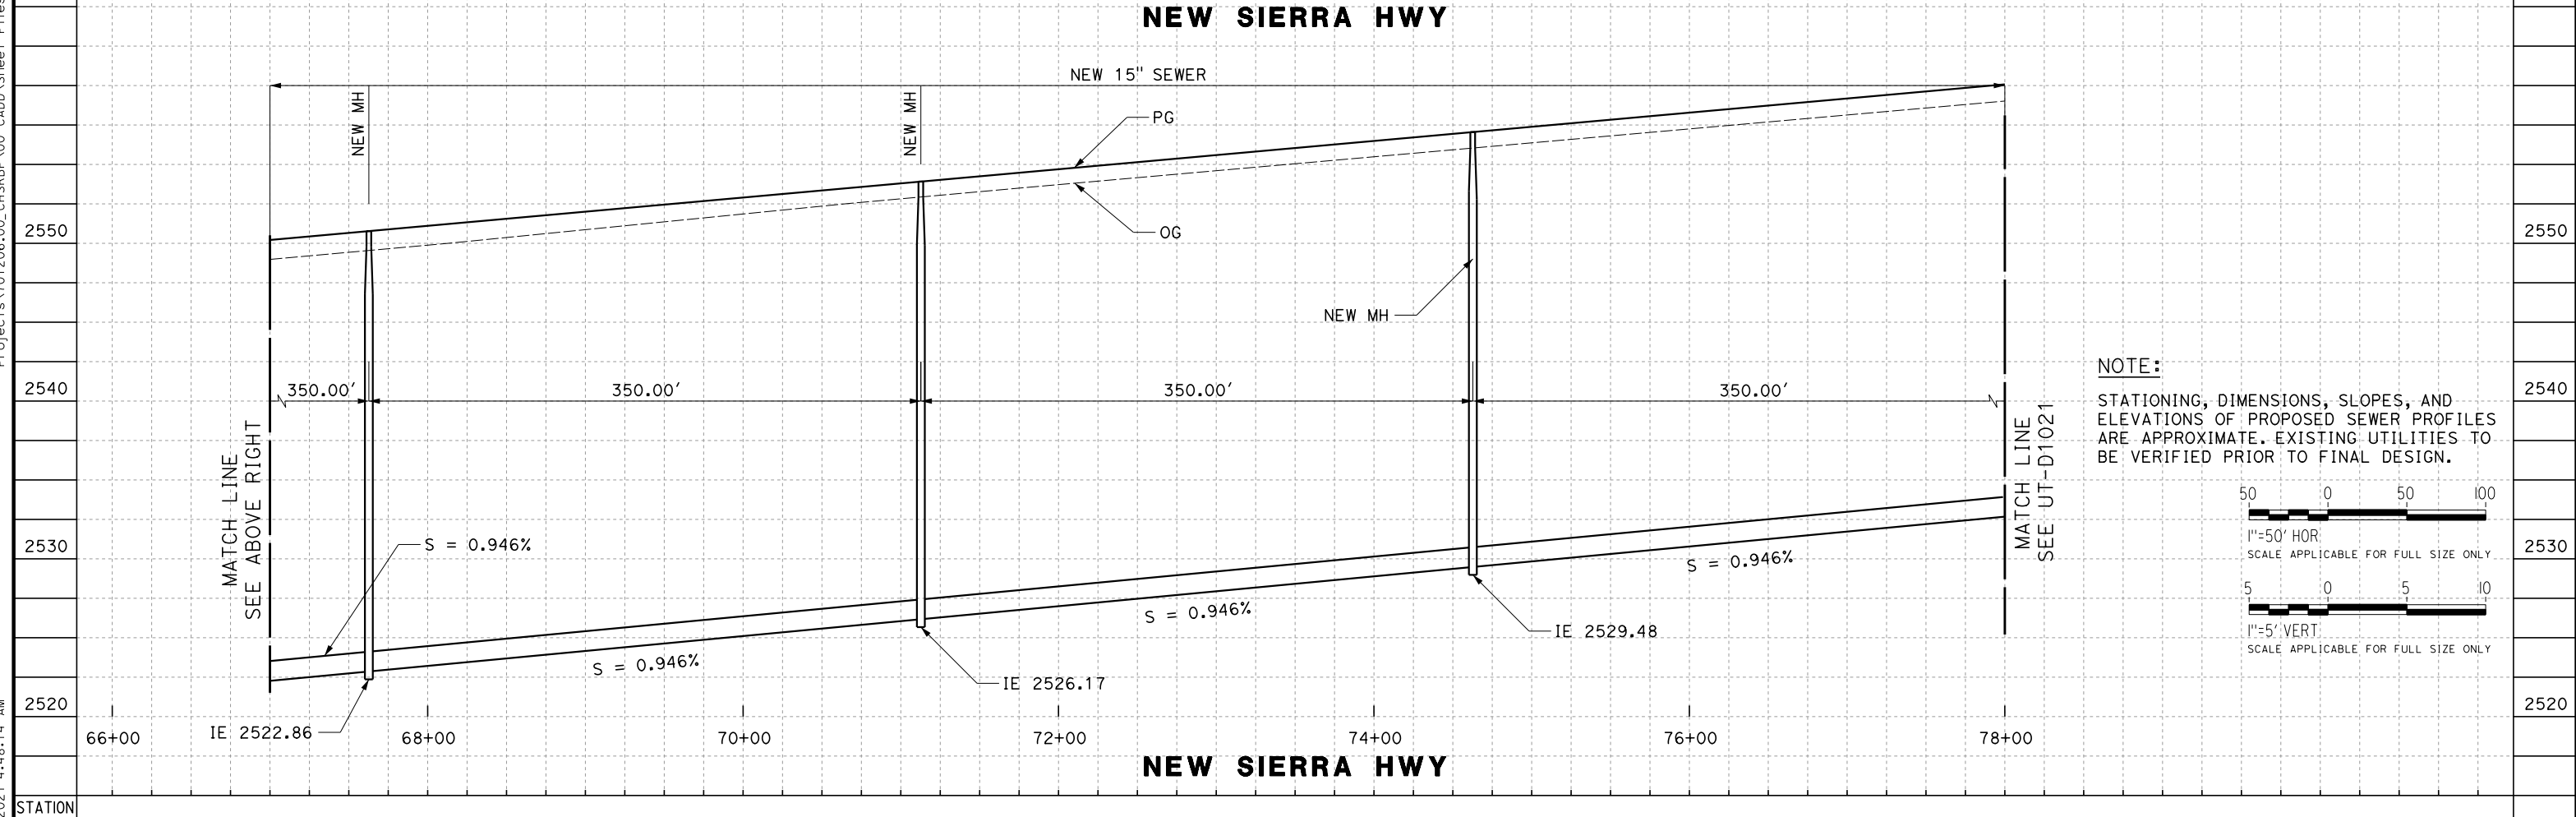 NEW SIERRA HWY
NEW 15" SEWER
NEW MH
NEW MH
PG
OG
NEW MH
2550
2550
2540
2540
2530
2530
2520
2520
350.00'
350.00'
350.00'
350.00'
MATCH LINE
SEE ABOVE RIGHT
MATCH LINE
SEE UT-D1021
S = 0.946%
S = 0.946%
S = 0.946%
S = 0.946%
IE 2522.86
IE 2526.17
IE 2529.48
66+00
68+00
70+00
72+00
74+00
76+00
78+00
NEW SIERRA HWY
STATION
NOTE:
STATIONING, DIMENSIONS, SLOPES, AND
ELEVATIONS OF PROPOSED SEWER PROFILES
ARE APPROXIMATE. EXISTING UTILITIES TO
BE VERIFIED PRIOR TO FINAL DESIGN.
50 0 50 100
1"=50' HOR
SCALE APPLICABLE FOR FULL SIZE ONLY
5 0 5 10
1"=5' VERT
SCALE APPLICABLE FOR FULL SIZE ONLY